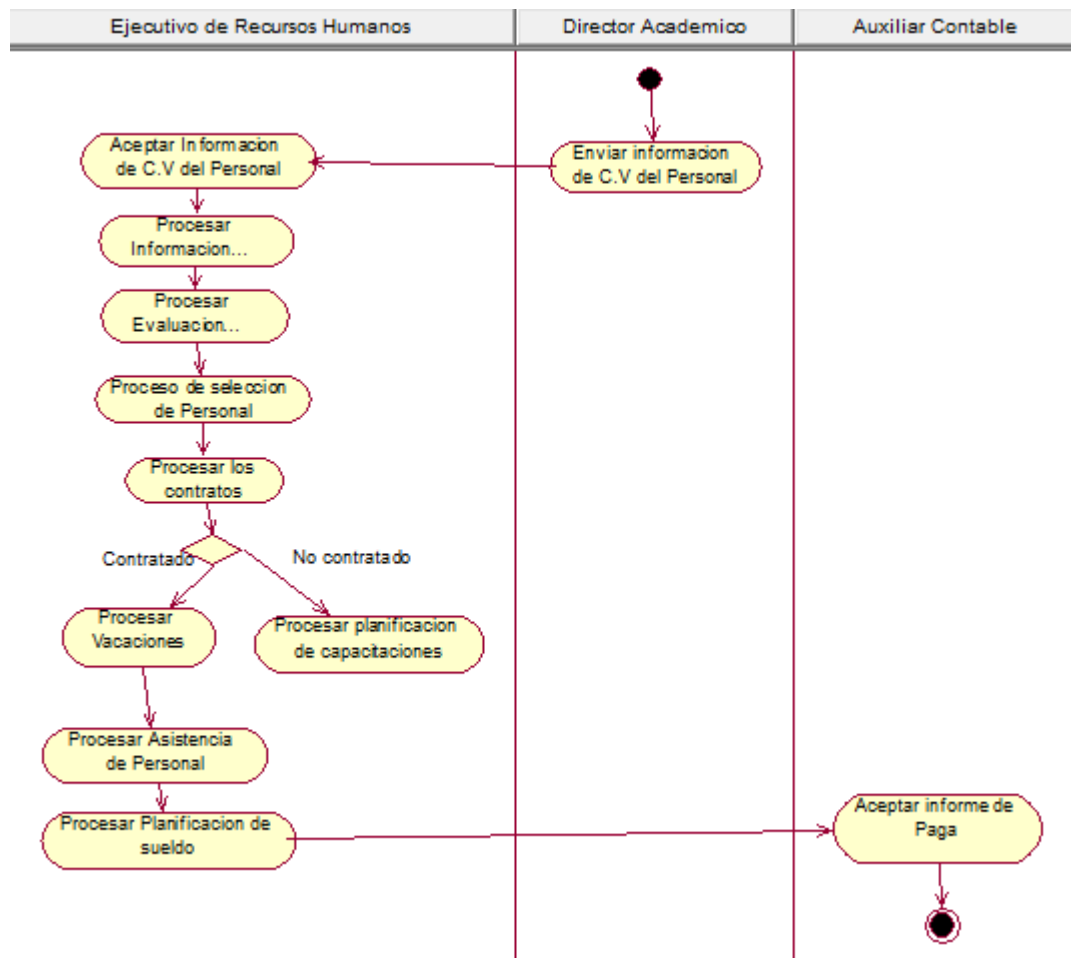 Ejecutivo de Recursos Humanos
Director Academico
Auxiliar Contable
Aceptar Informacion
de C.V del Personal
Enviar informacion
de C.V del Personal
Procesar
Informacion...
Procesar
Evaluacion...
Proceso de seleccion
de Personal
Procesar los
contratos
Contratado
No contratado
Procesar
Vacaciones
Procesar planificacion
de capacitaciones
Procesar Asistencia
de Personal
Procesar Planificacion de
sueldo
Aceptar informe de
Paga